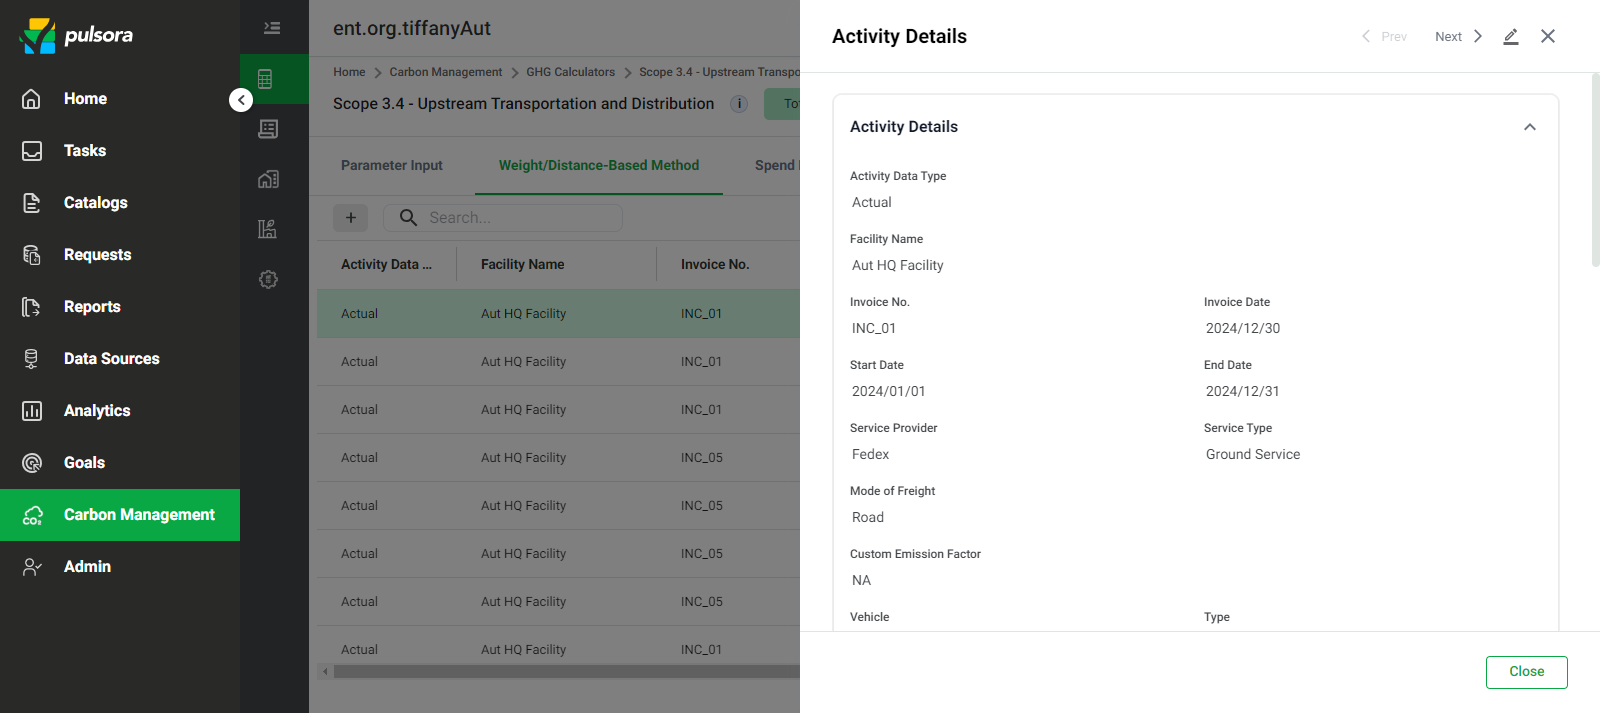 pulsora
Home
Tasks
Catalogs
Requests
Reports
Data Sources
Analytics
Goals
Carbon Management
Admin
ent.org.tiffanyAut
Home > Carbon Management > GHG Calculators > Scope 3.4 - Upstream Transpo
Scope 3.4 - Upstream Transportation and Distribution i To
Parameter Input Weight/Distance-Based Method Spend
+ Search...
Activity Data ... Facility Name Invoice No.
Actual Aut HQ Facility INC_01
Actual Aut HQ Facility INC_01
Actual Aut HQ Facility INC_01
Actual Aut HQ Facility INC_05
Actual Aut HQ Facility INC_05
Actual Aut HQ Facility INC_05
Actual Aut HQ Facility INC_05
Actual Aut HQ Facility INC_01
Activity Details Prev Next
Activity Details
Activity Data Type
Actual
Facility Name
Aut HQ Facility
Invoice No. Invoice Date
INC_01 2024/12/30
Start Date End Date
2024/01/01 2024/12/31
Service Provider Service Type
Fedex Ground Service
Mode of Freight
Road
Custom Emission Factor
NA
Vehicle Type
Close